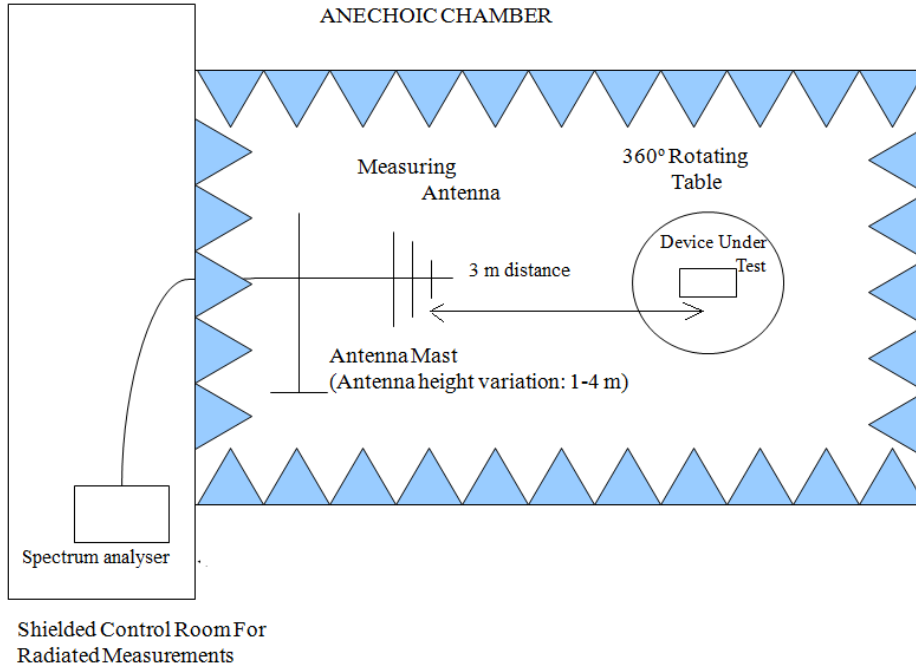 ANECHOIC CHAMBER
Measuring
Antenna
360º Rotating
Table
Device Under
Test
3 m distance
Antenna Mast
(Antenna height variation: 1-4 m)
Spectrum analyser
Shielded Control Room For
Radiated Measurements